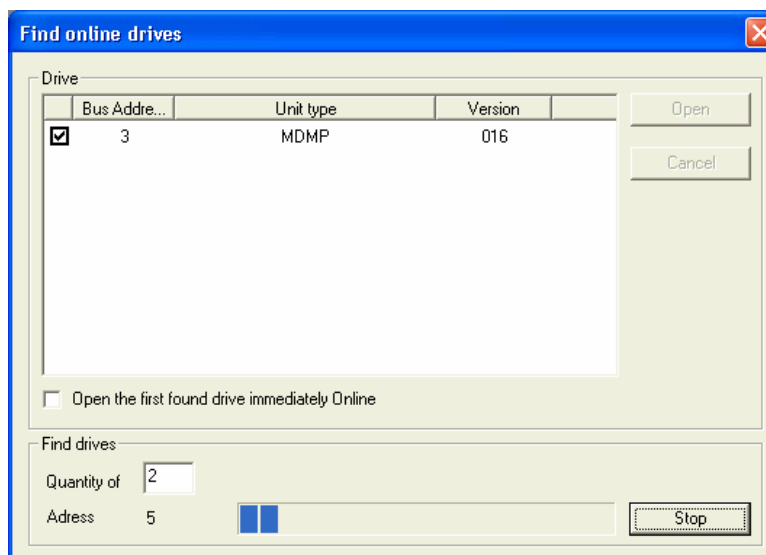 Find online drives
Drive
Bus Addre... Unit type Version
3 MDMP 016
Open
Cancel
Open the first found drive immediately Online
Find drives
Quantity of 2
Adress 5
Stop